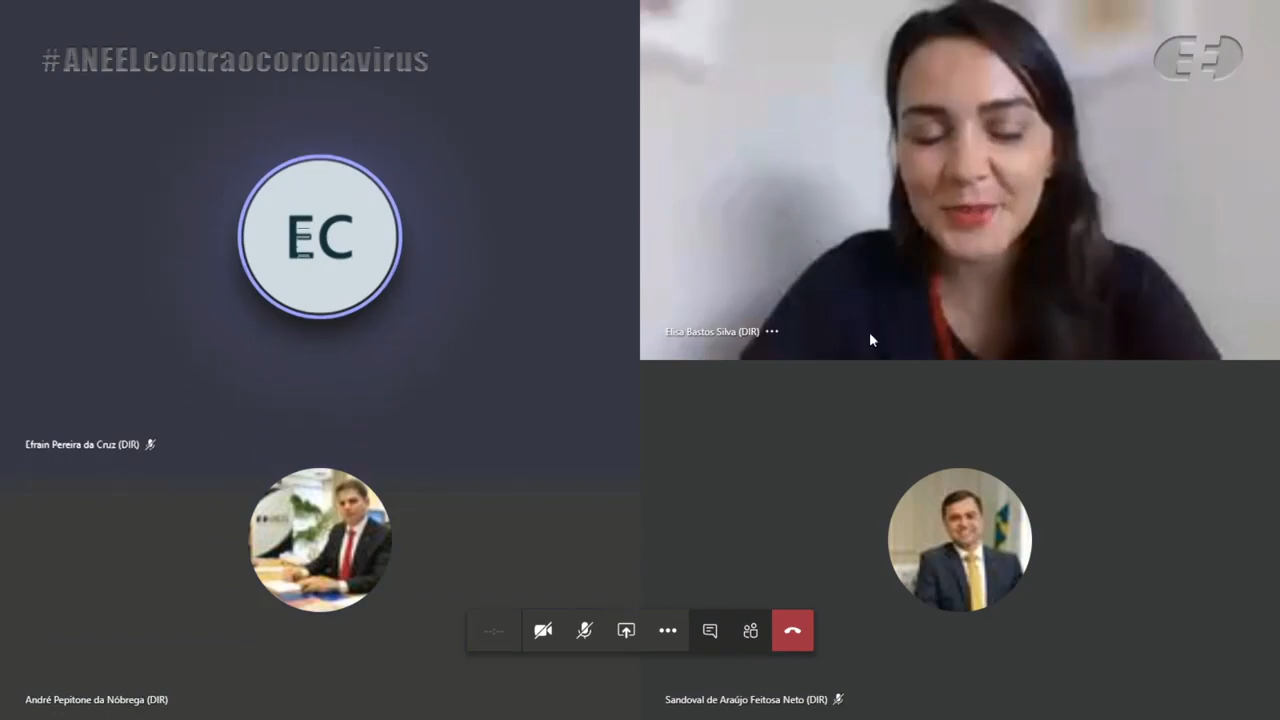 #ANEELcontraocoronavirus
EC
Elisa Bastos Silva (DIR)
Efrain Pereira da Cruz (DIR)
André Pepitone da Nóbrega (DIR)
Sandoval de Araújo Feitosa Neto (DIR)
--:--